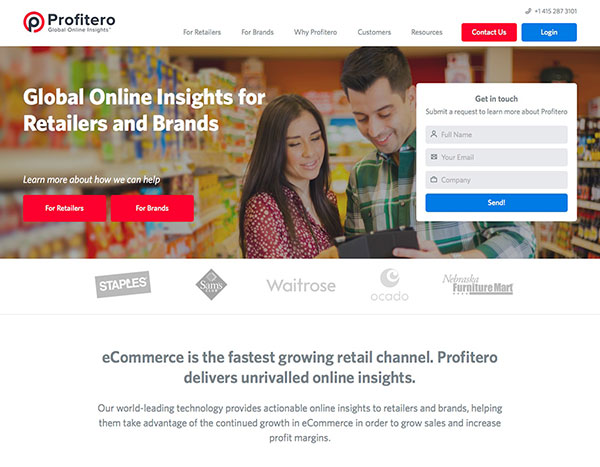 +1 415 287 3101
Profitero
Global Online Insights™
For Retailers For Brands Why Profitero Customers Resources Contact Us Login
Global Online Insights for
Retailers and Brands
Learn more about how we can help
For Retailers For Brands
Get in touch
Submit a request to learn more about Profitero
Full Name
Your Email
Company
Send!
STAPLES Sam's CLUB Waitrose ocado Nebraska Furniture Mart
eCommerce is the fastest growing retail channel. Profitero
delivers unrivalled online insights.
Our world-leading technology provides actionable online insights to retailers and brands, helping
them take advantage of the continued growth in eCommerce in order to grow sales and increase
profit margins.